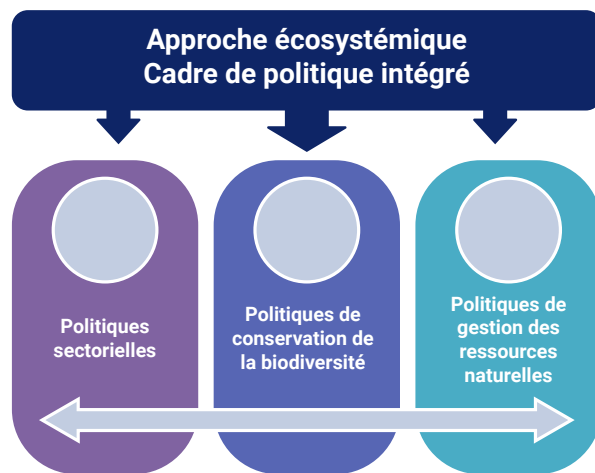 Approche écosystémique
Cadre de politique intégré
Politiques
sectorielles
Politiques de
conservation de
la biodiversité
Politiques de
gestion des
ressources
naturelles